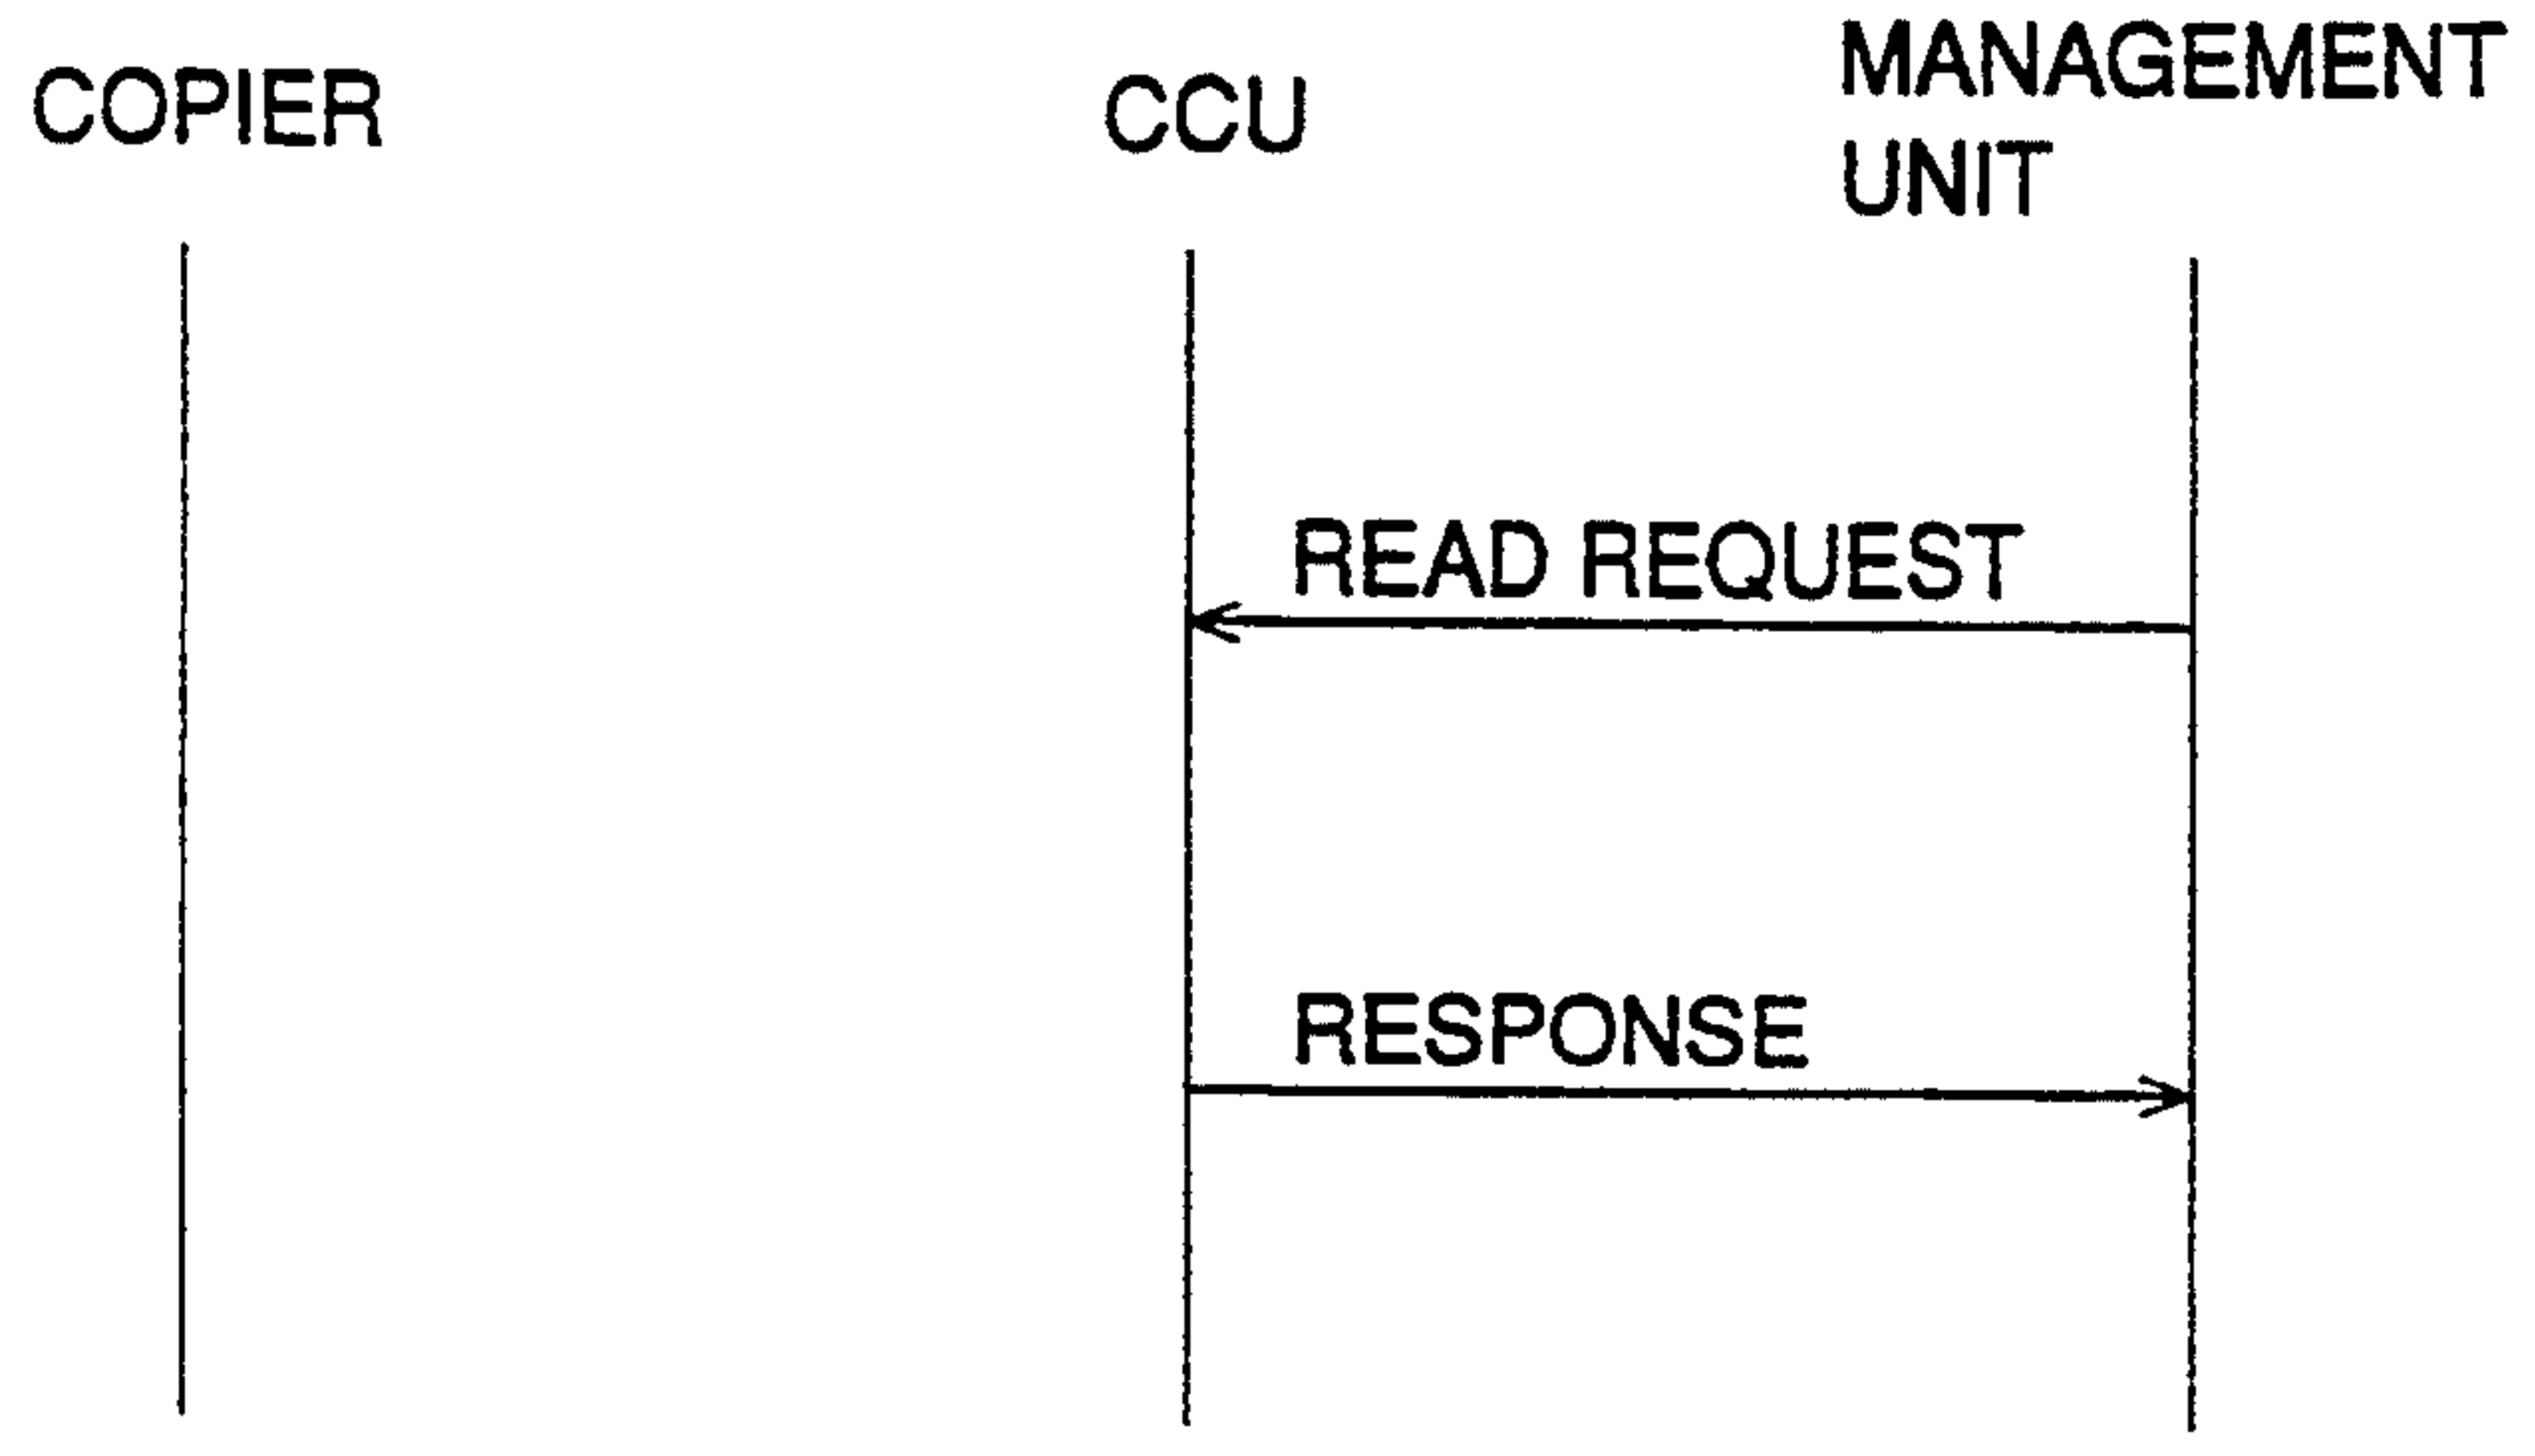 COPIER
CCU
MANAGEMENT
UNIT
READ REQUEST
RESPONSE